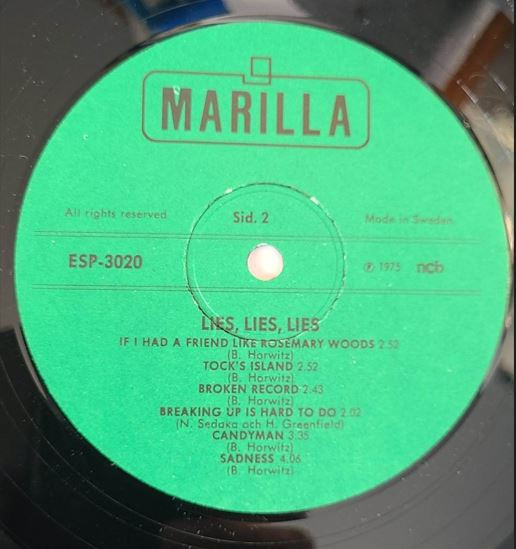 MARILLA
All rights reserved
Sid. 2
Made in Sweden
ESP-3020
℗ 1975 ncb
LIES, LIES, LIES
IF I HAD A FRIEND LIKE ROSEMARY WOODS 2.52
(B. Horwitz)
TOCK'S ISLAND 2.52
(B. Horwitz)
BROKEN RECORD 2.43
(B. Horwitz)
BREAKING UP IS HARD TO DO 2.02
(N. Sedaka och H. Greenfield)
CANDYMAN 3.35
(B. Horwitz)
SADNESS 4.06
(B. Horwitz)